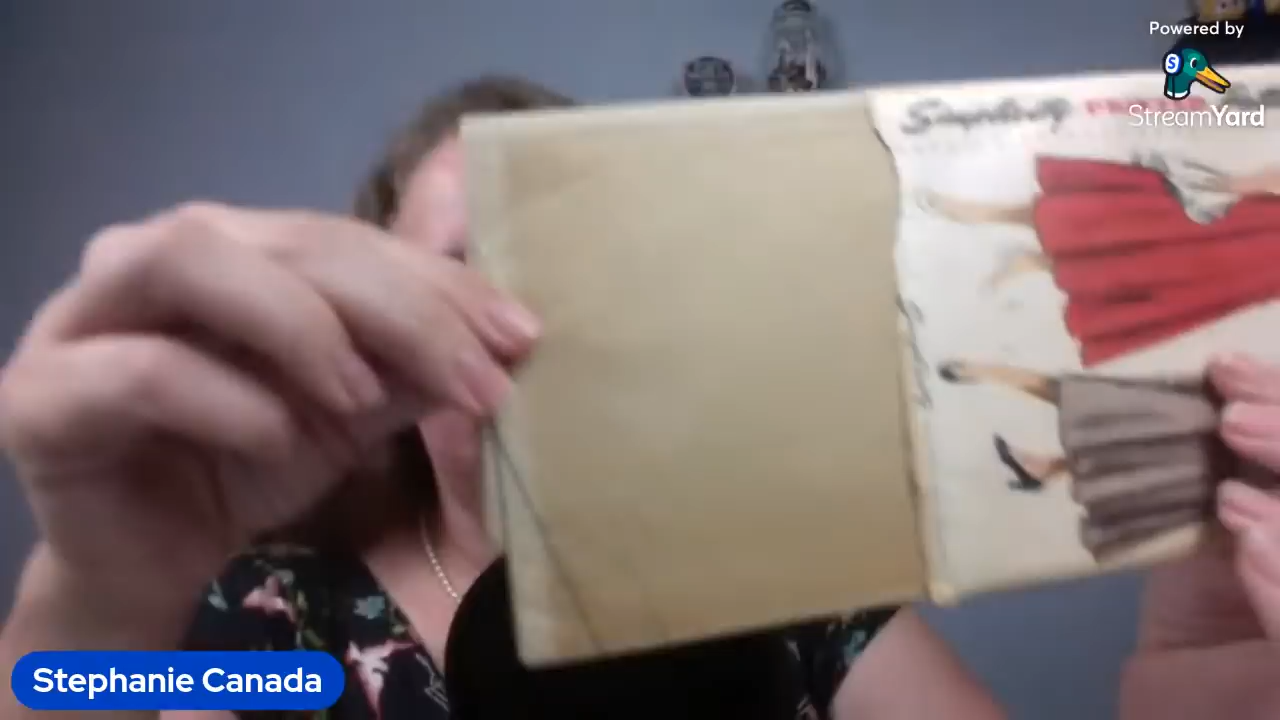 Powered by
S
StreamYard
Simplicity
Stephanie Canada